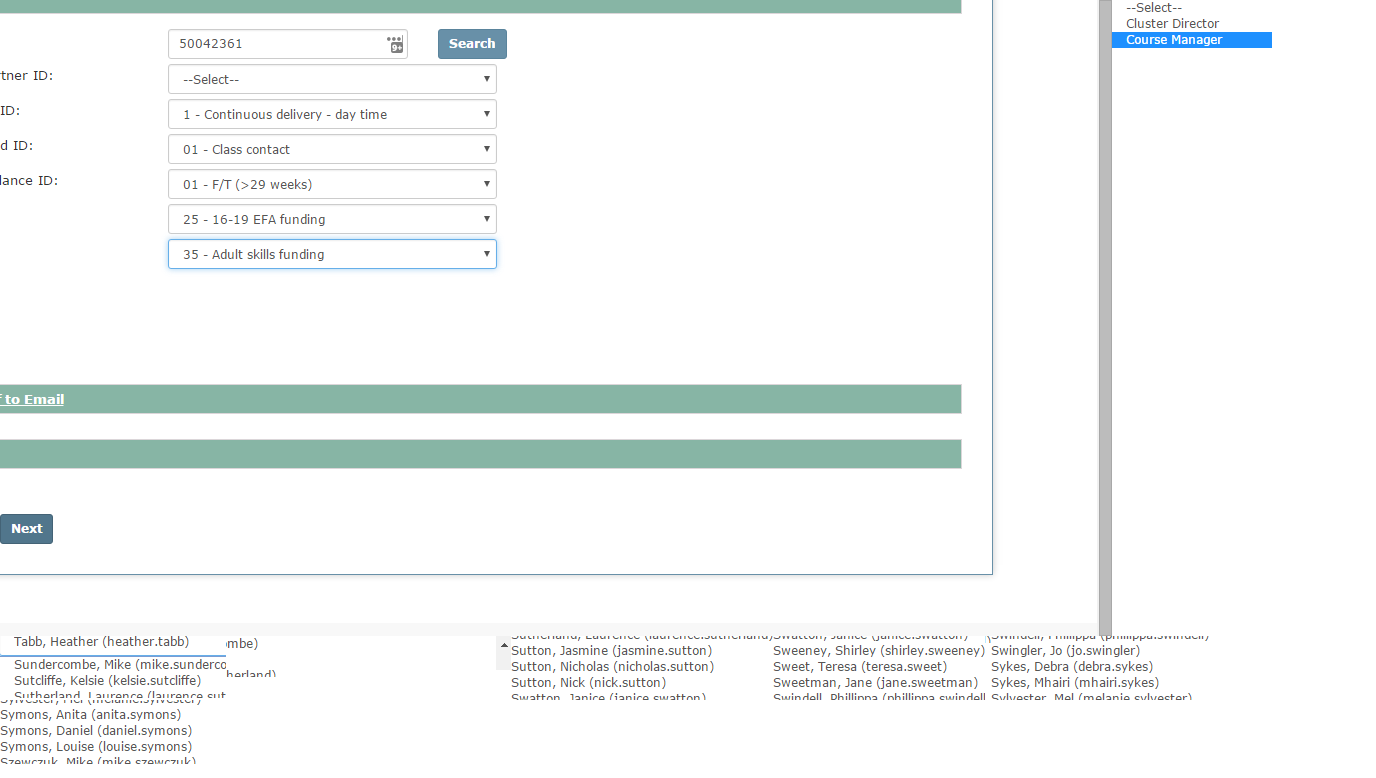 --Select--
Cluster Director
Course Manager
50042361
9+
Search
tner ID:
--Select--
ID:
1 - Continuous delivery - day time
d ID:
01 - Class contact
lance ID:
01 - F/T (>29 weeks)
25 - 16-19 EFA funding
35 - Adult skills funding
to Email
Next
Tabb, Heather (heather.tabb)
ombe)
Sundercombe, Mike (mike.sunderco
Sutcliffe, Kelsie (kelsie.sutcliffe)
herland)
Sutherland, Laurence (laurence.sut
Sylvester, Mel (melanie.sylvester)
Symons, Anita (anita.symons)
Symons, Daniel (daniel.symons)
Symons, Louise (louise.symons)
Szewczuk, Mike (mike.szewczuk)
Sutherland, Laurence (laurence.sutherland)
Sutton, Jasmine (jasmine.sutton)
Sutton, Nicholas (nicholas.sutton)
Sutton, Nick (nick.sutton)
Swatton, Janice (janice.swatton)
Swatton, Janice (janice.swatton)
Sweeney, Shirley (shirley.sweeney)
Sweet, Teresa (teresa.sweet)
Sweetman, Jane (jane.sweetman)
Swindell, Phillippa (phillippa.swindell
Swindell, Phillippa (phillippa.swindell)
Swingler, Jo (jo.swingler)
Sykes, Debra (debra.sykes)
Sykes, Mhairi (mhairi.sykes)
Sylvester, Mel (melanie.sylvester)